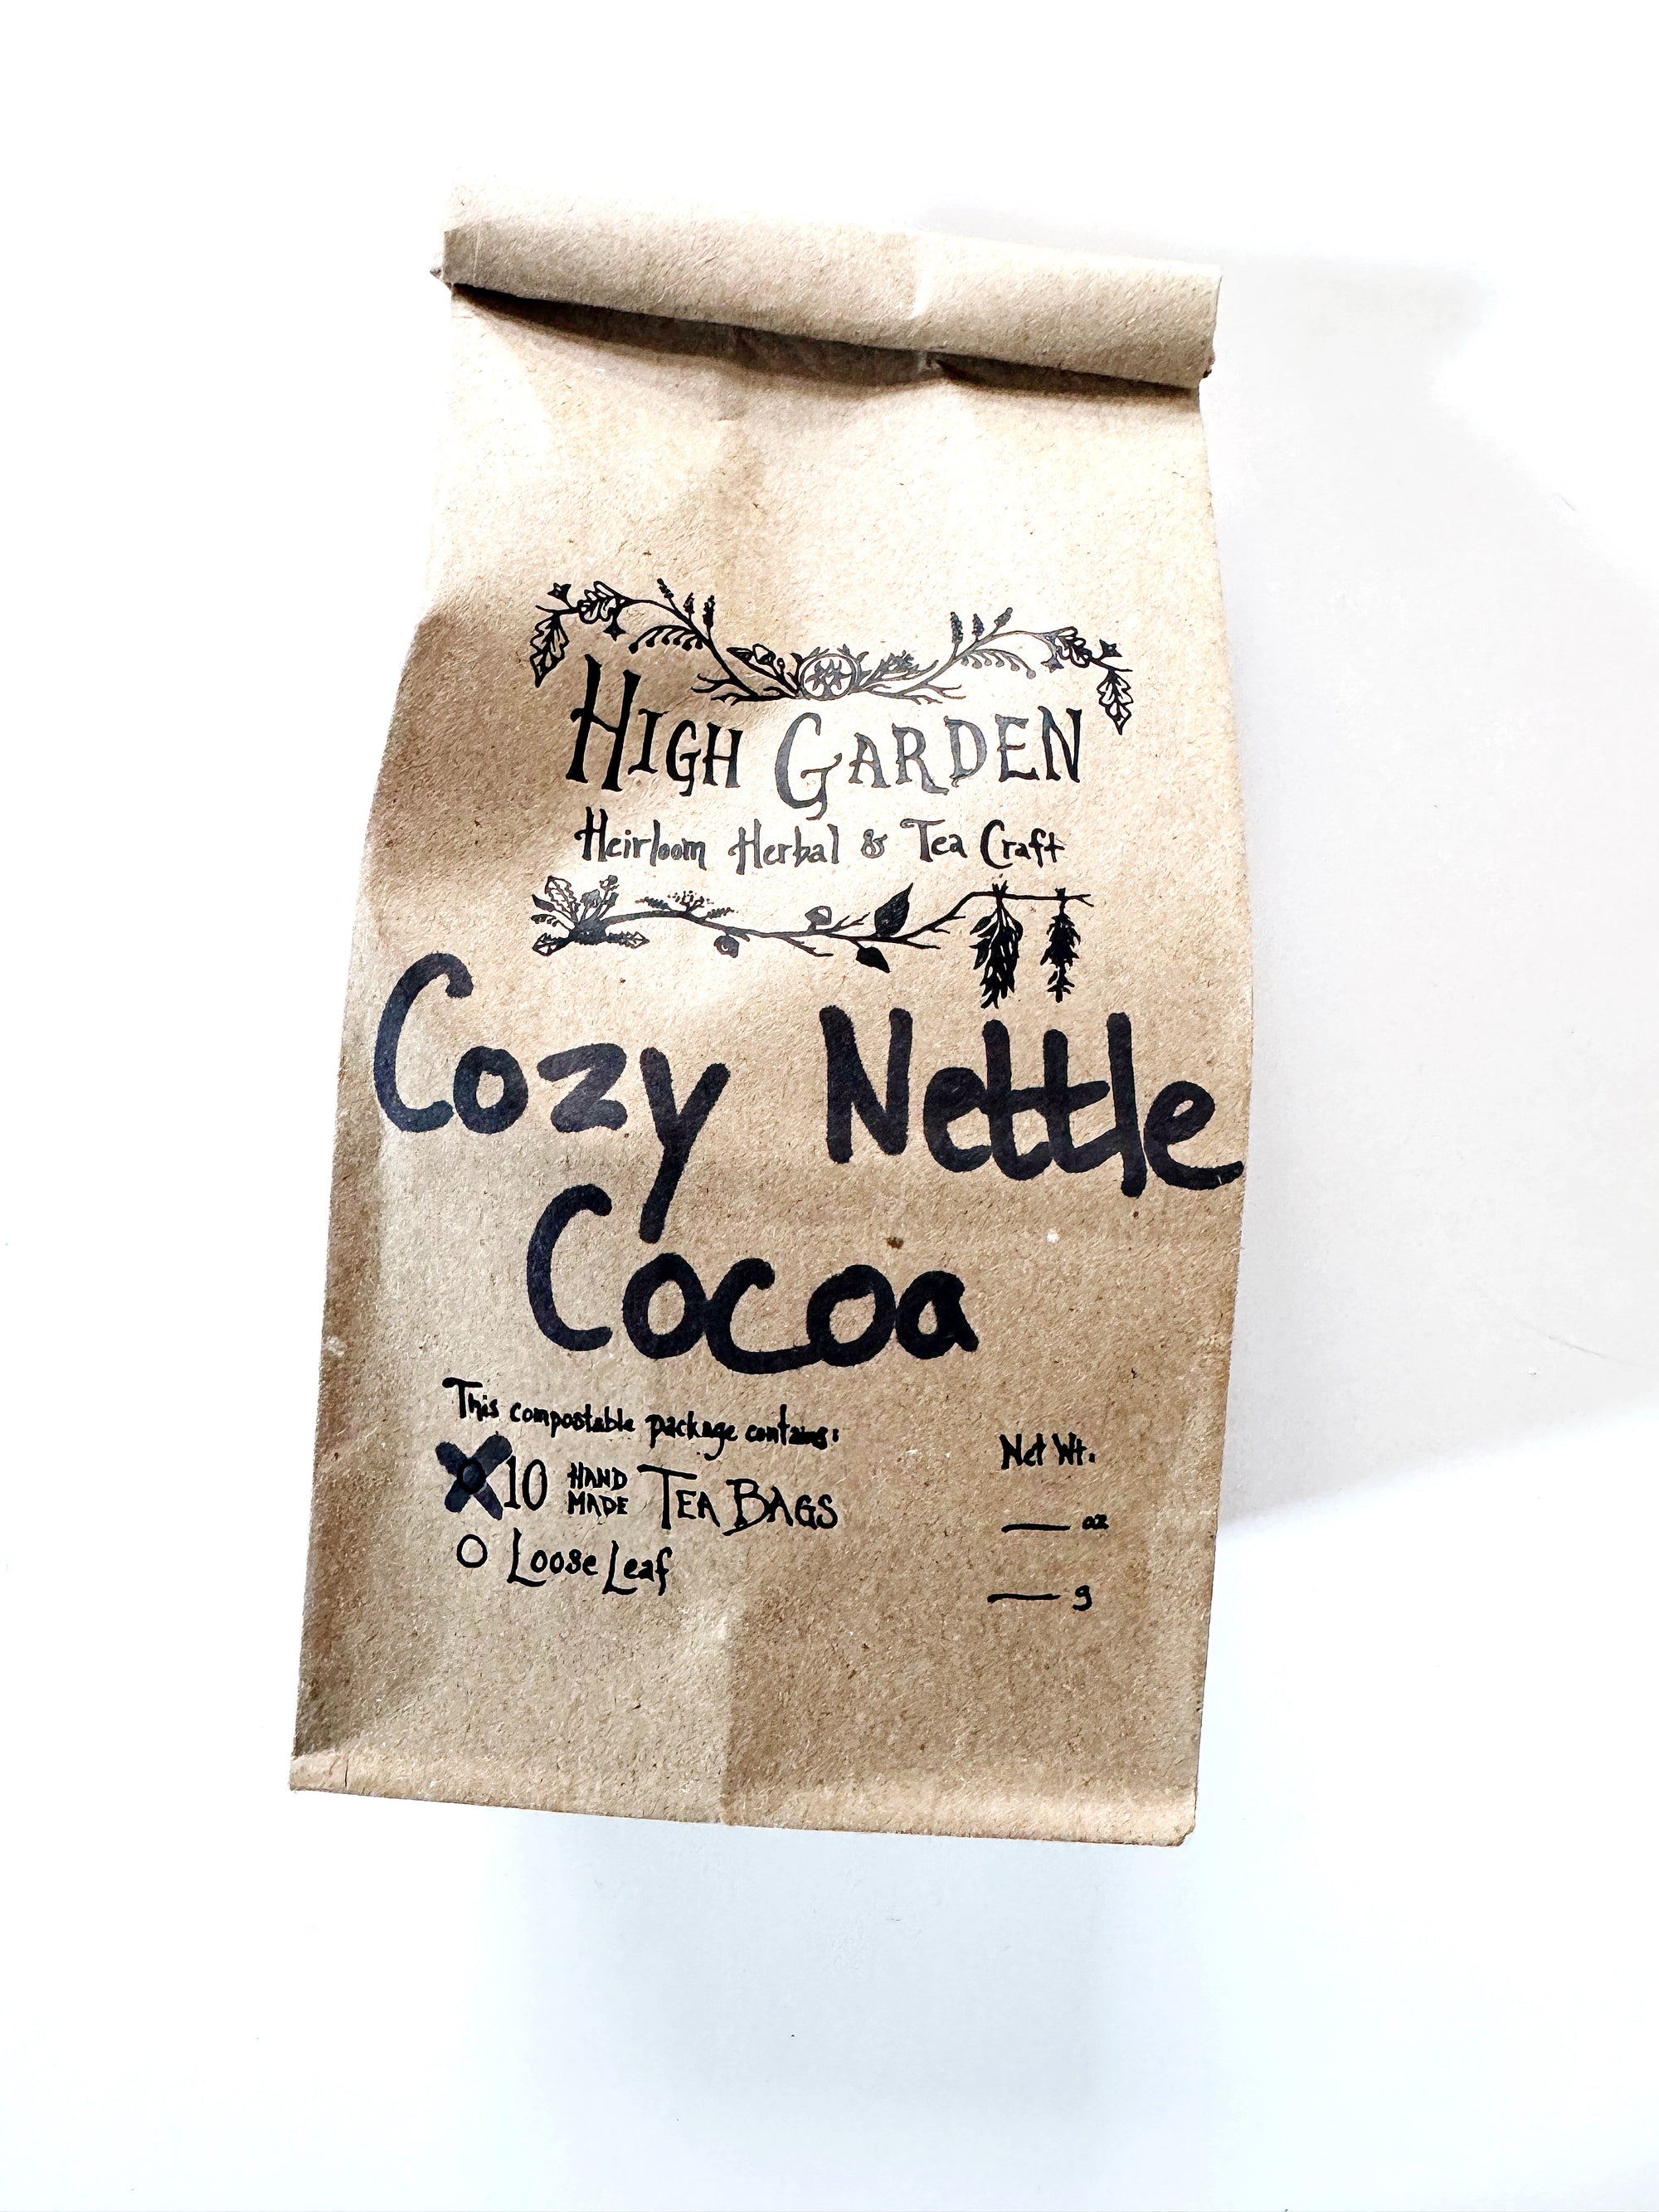 HIGH GARDEN
Heirloom Herbal & Tea Craft
Cozy Nettle
Cocoa
This compostable package contains:
10 HAND MADE TEA BAGS
Loose Leaf
Net Wt.
oz
g